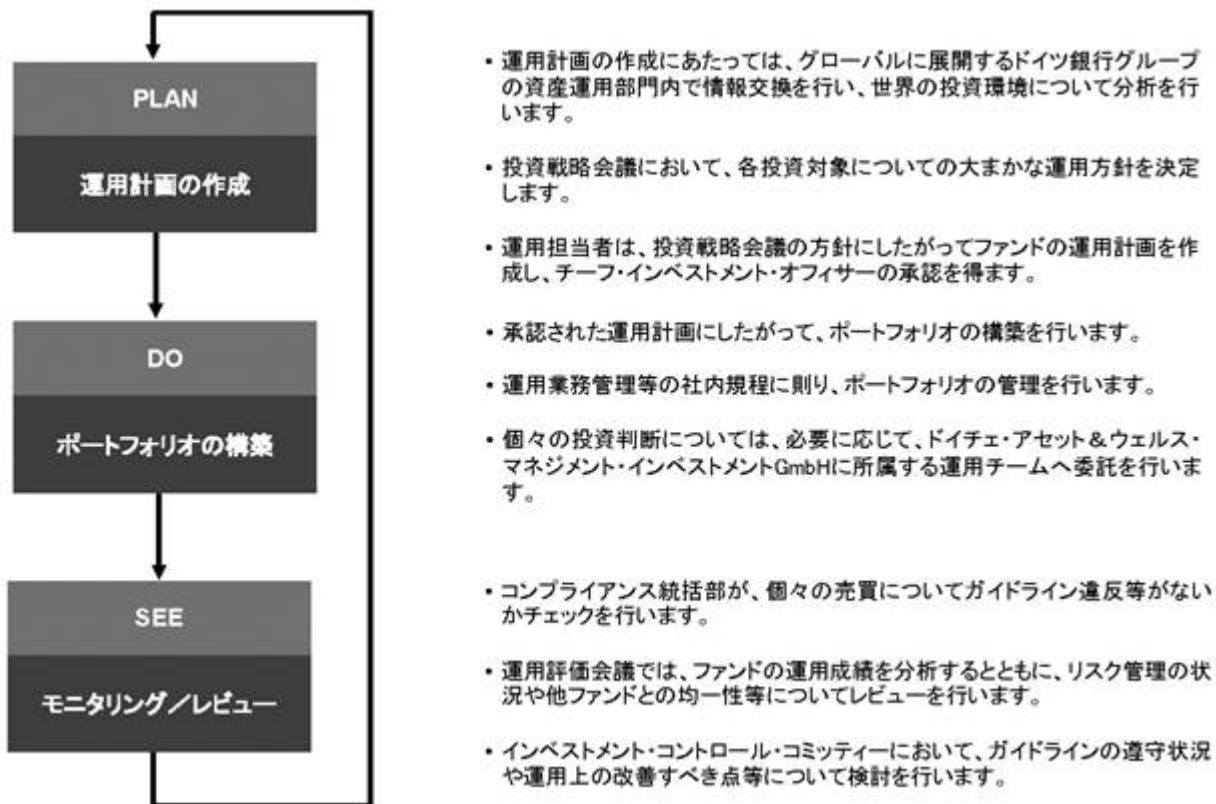 PLAN
運用計画の作成
・運用計画の作成にあたっては、グローバルに展開するドイツ銀行グループ
の資産運用部門内で情報交換を行い、世界の投資環境について分析を行
います。
・投資戦略会議において、各投資対象についての大まかな運用方針を決定
します。
・運用担当者は、投資戦略会議の方針にしたがってファンドの運用計画を作
成し、チーフ・インベストメント・オフィサーの承認を得ます。
DO
ポートフォリオの構築
・承認された運用計画にしたがって、ポートフォリオの構築を行います。
・運用業務管理等の社内規程に則り、ポートフォリオの管理を行います。
・個々の投資判断については、必要に応じて、ドイチェ・アセット＆ウェルス・
マネジメント・インベストメントGmbHに所属する運用チームへ委託を行いま
す。
SEE
モニタリング／レビュー
・コンプライアンス統括部が、個々の売買についてガイドライン違反等がない
かチェックを行います。
・運用評価会議では、ファンドの運用成績を分析するとともに、リスク管理の状
況や他ファンドとの均一性等についてレビューを行います。
・インベストメント・コントロール・コミッティーにおいて、ガイドラインの遵守状況
や運用上の改善すべき点等について検討を行います。